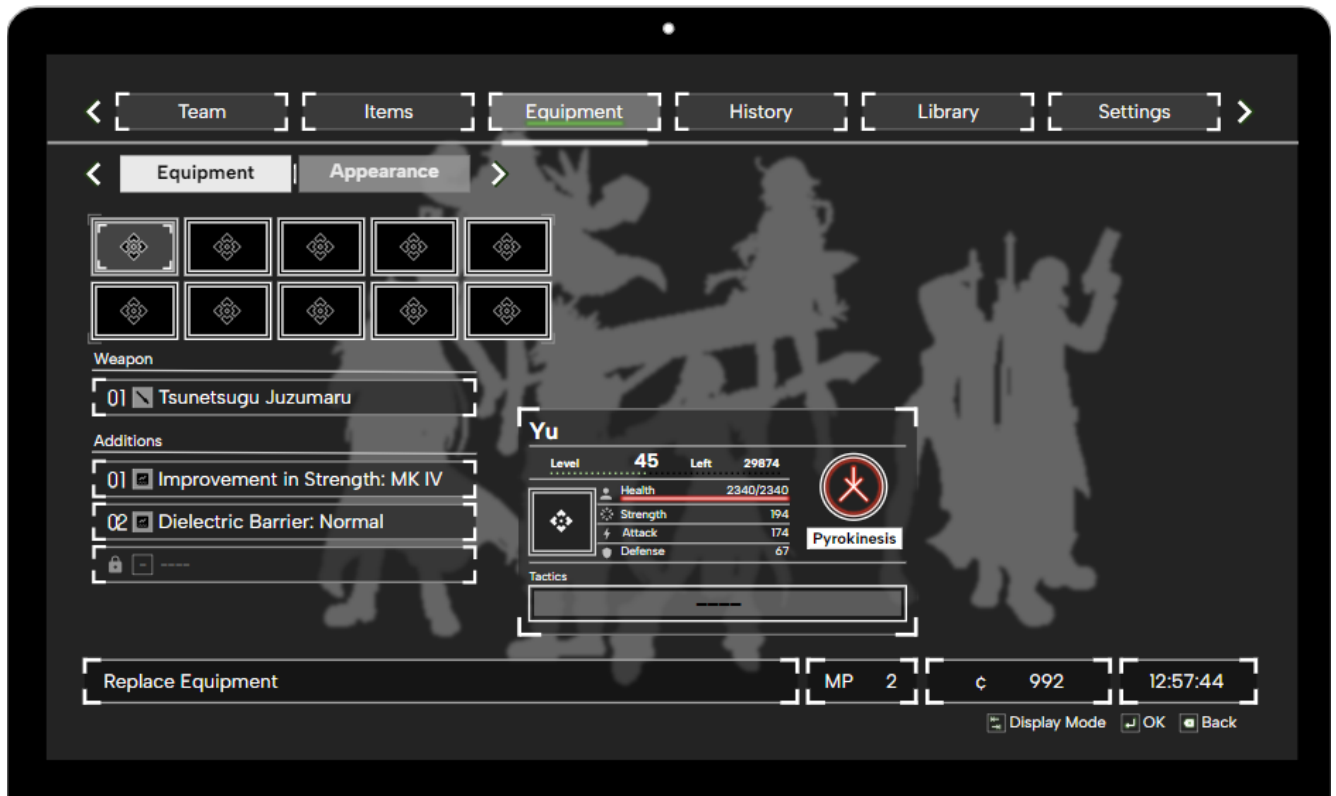 Team Items Equipment History Library Settings
Equipment | Appearance
Weapon
01 Tsunetsugu Juzumaru
Additions
01 Improvement in Strength: MK IV
02 Dielectric Barrier: Normal
- ----
Yu
Level 45 Left 29874
Health 2340/2340
Strength 194
Attack 174
Defense 67
Pyrokinesis
Tactics
----
Replace Equipment
MP 2
¢ 992
12:57:44
Display Mode OK Back